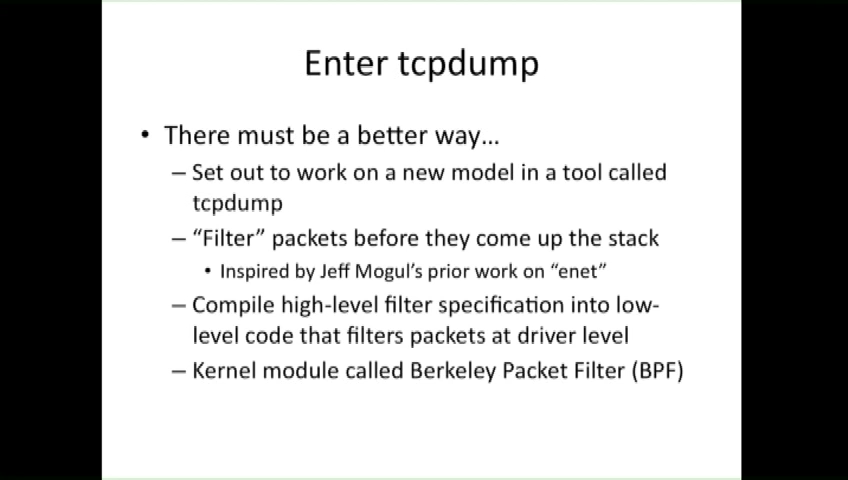 Enter tcpdump
• There must be a better way...
– Set out to work on a new model in a tool called
tcpdump
– “Filter” packets before they come up the stack
• Inspired by Jeff Mogul’s prior work on “enet”
– Compile high-level filter specification into low-
level code that filters packets at driver level
– Kernel module called Berkeley Packet Filter (BPF)